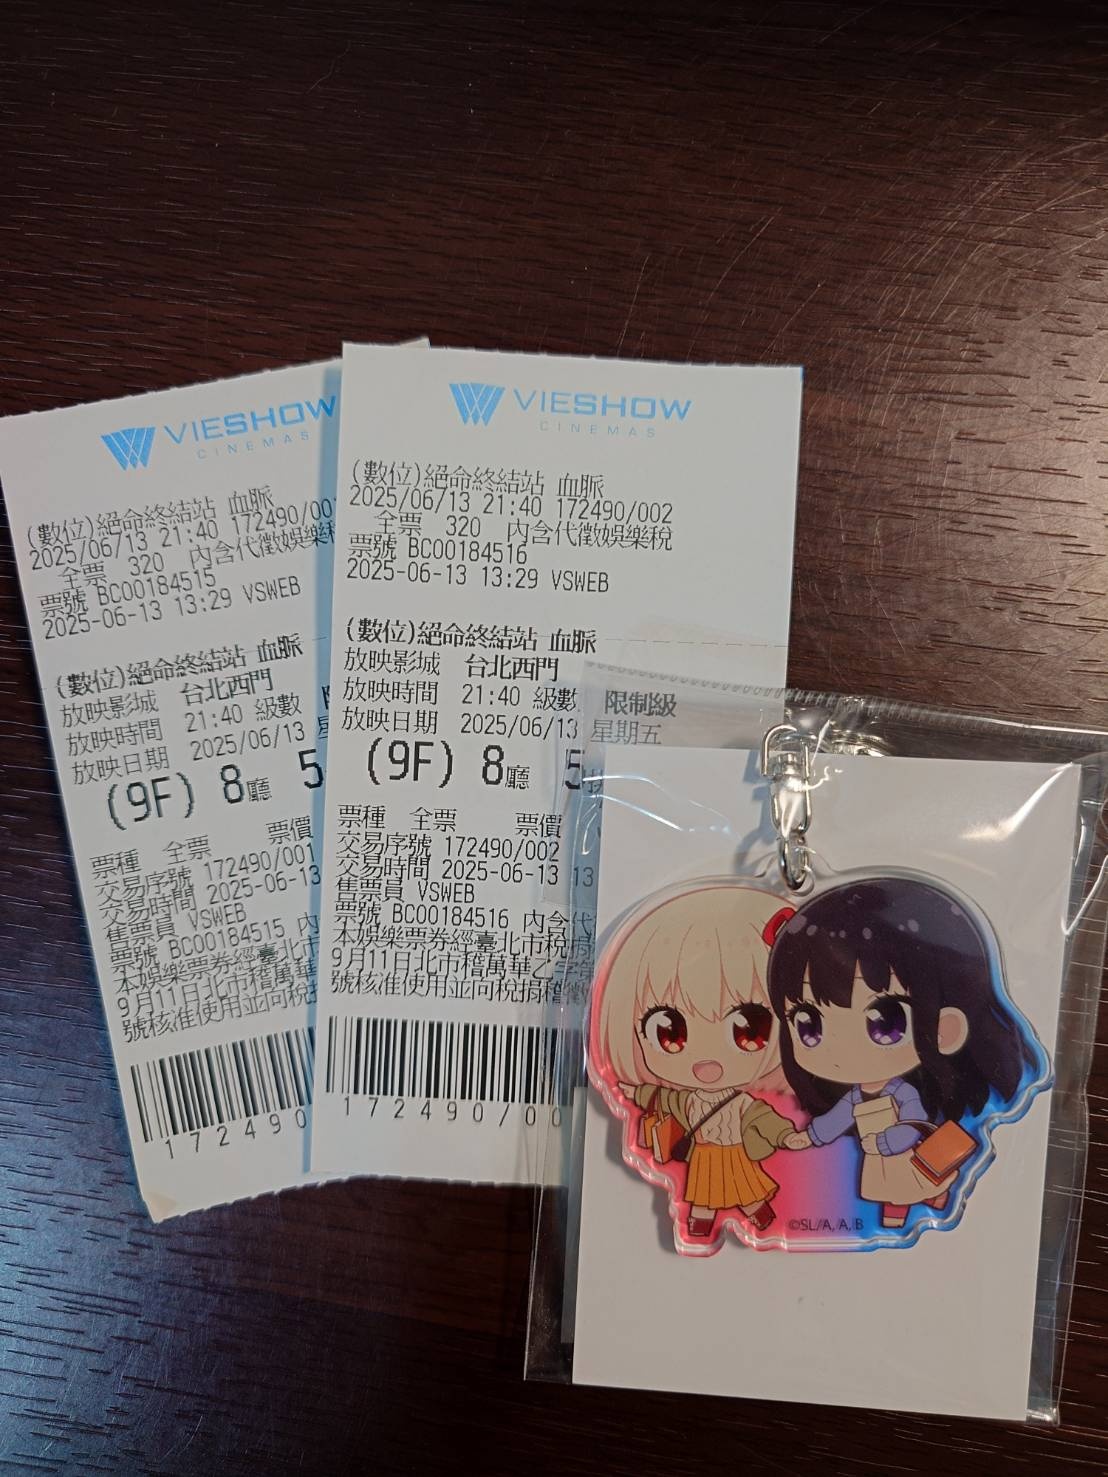 VIESHOW
CINEMAS
(數位)絕命終結站 血脈
2025/06/13 21:40 172490/00
全票 320 內含代徵娛樂稅
票號 BC00184515
2025-06-13 13:29 VSWEB
(數位)絕命終結站 血脈
放映影城 台北西門
放映時間 21:40 級數
放映日期 2025/06/13
(9F) 8廳 5
票種 全票 票價
交易序號 172490/001
交易時間 2025-06-13
售票員 VSWEB
票號 BC00184515 內
本娛樂票券經臺北市
9月11日北市稽萬華
號核准使用並向稅
172490
VIESHOW
CINEMAS
(數位)絕命終結站 血脈
2025/06/13 21:40 172490/002
全票 320 內含代徵娛樂稅
票號 BC00184516
2025-06-13 13:29 VSWEB
(數位)絕命終結站 血脈
放映影城 台北西門
放映時間 21:40 級數 限制級
放映日期 2025/06/13 星期五
(9F) 8廳 5
票種 全票 票價
交易序號 172490/002
交易時間 2025-06-13 13
售票員 VSWEB
票號 BC00184516 內含代
本娛樂票券經臺北市稅捐
9月11日北市稽萬華乙字第
號核准使用並向稅捐稽
172490/00
©SL/A,A,B